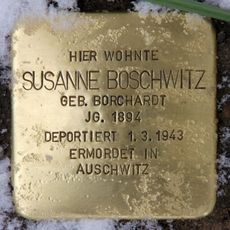 HIER WOHNTE
SUSANNE BOSCHWITZ
GEB. BORCHARDT
JG. 1894
DEPORTIERT 1.3.1943
ERMORDET IN
AUSCHWITZ